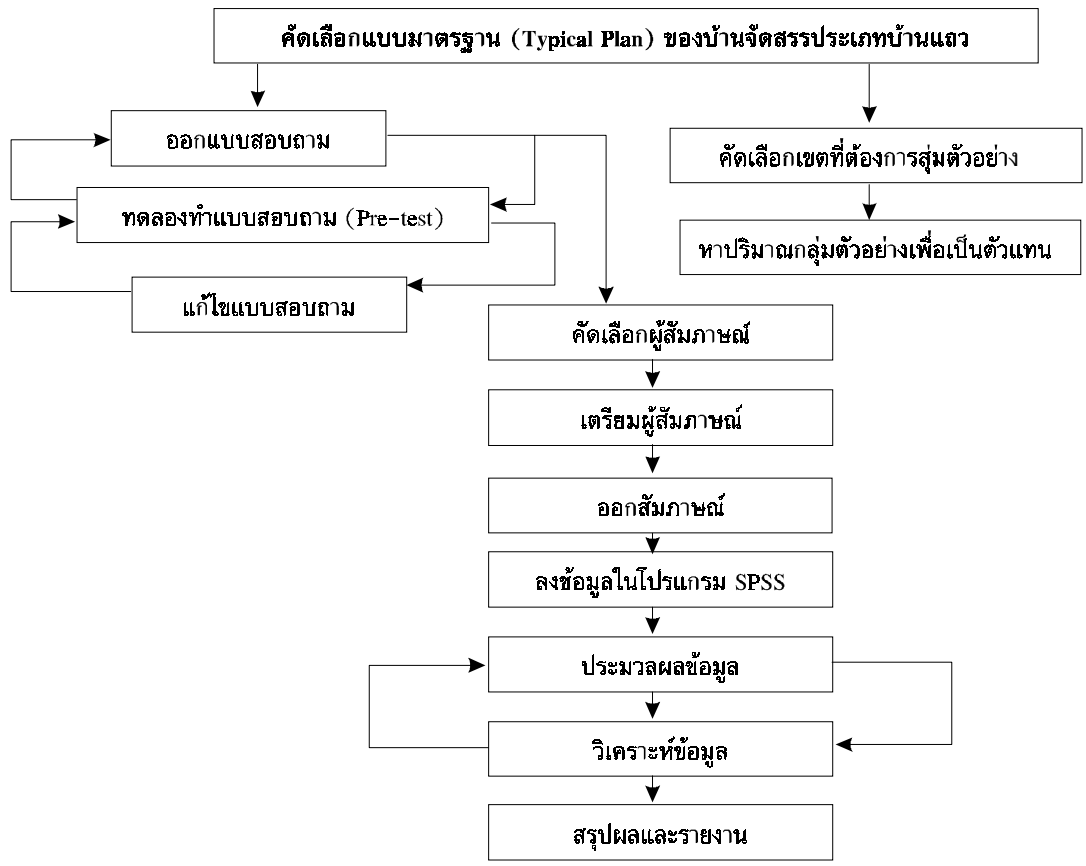 คัดเลือกแบบมาตรฐาน (Typical Plan) ของบ้านจัดสรรประเภทบ้านแถว
ออกแบบสอบถาม
คัดเลือกเขตที่ต้องการสุ่มตัวอย่าง
ทดลองทำแบบสอบถาม (Pre-test)
หาปริมาณกลุ่มตัวอย่างเพื่อเป็นตัวแทน
แก้ไขแบบสอบถาม
คัดเลือกผู้สัมภาษณ์
เตรียมผู้สัมภาษณ์
ออกสัมภาษณ์
ลงข้อมูลในโปรแกรม SPSS
ประมวลผลข้อมูล
วิเคราะห์ข้อมูล
สรุปผลและรายงาน